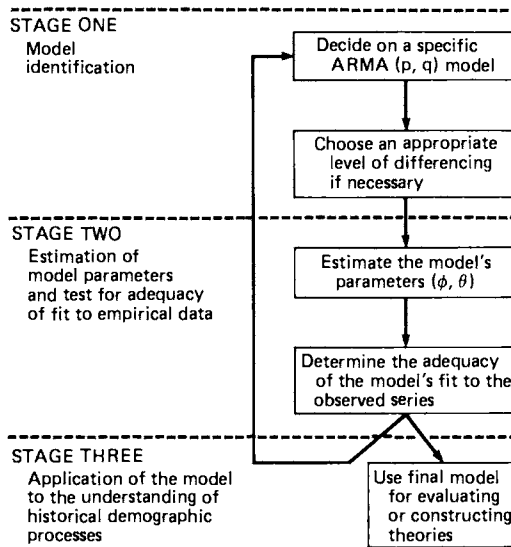 STAGE ONE
Model
identification
Decide on a specific
ARMA (p, q) model
Choose an appropriate
level of differencing
if necessary
STAGE TWO
Estimation of
model parameters
and test for adequacy
of fit to empirical data
Estimate the model's
parameters (ϕ, θ)
Determine the adequacy
of the model's fit to the
observed series
STAGE THREE
Application of the model
to the understanding of
historical demographic
processes
Use final model
for evaluating
or constructing
theories